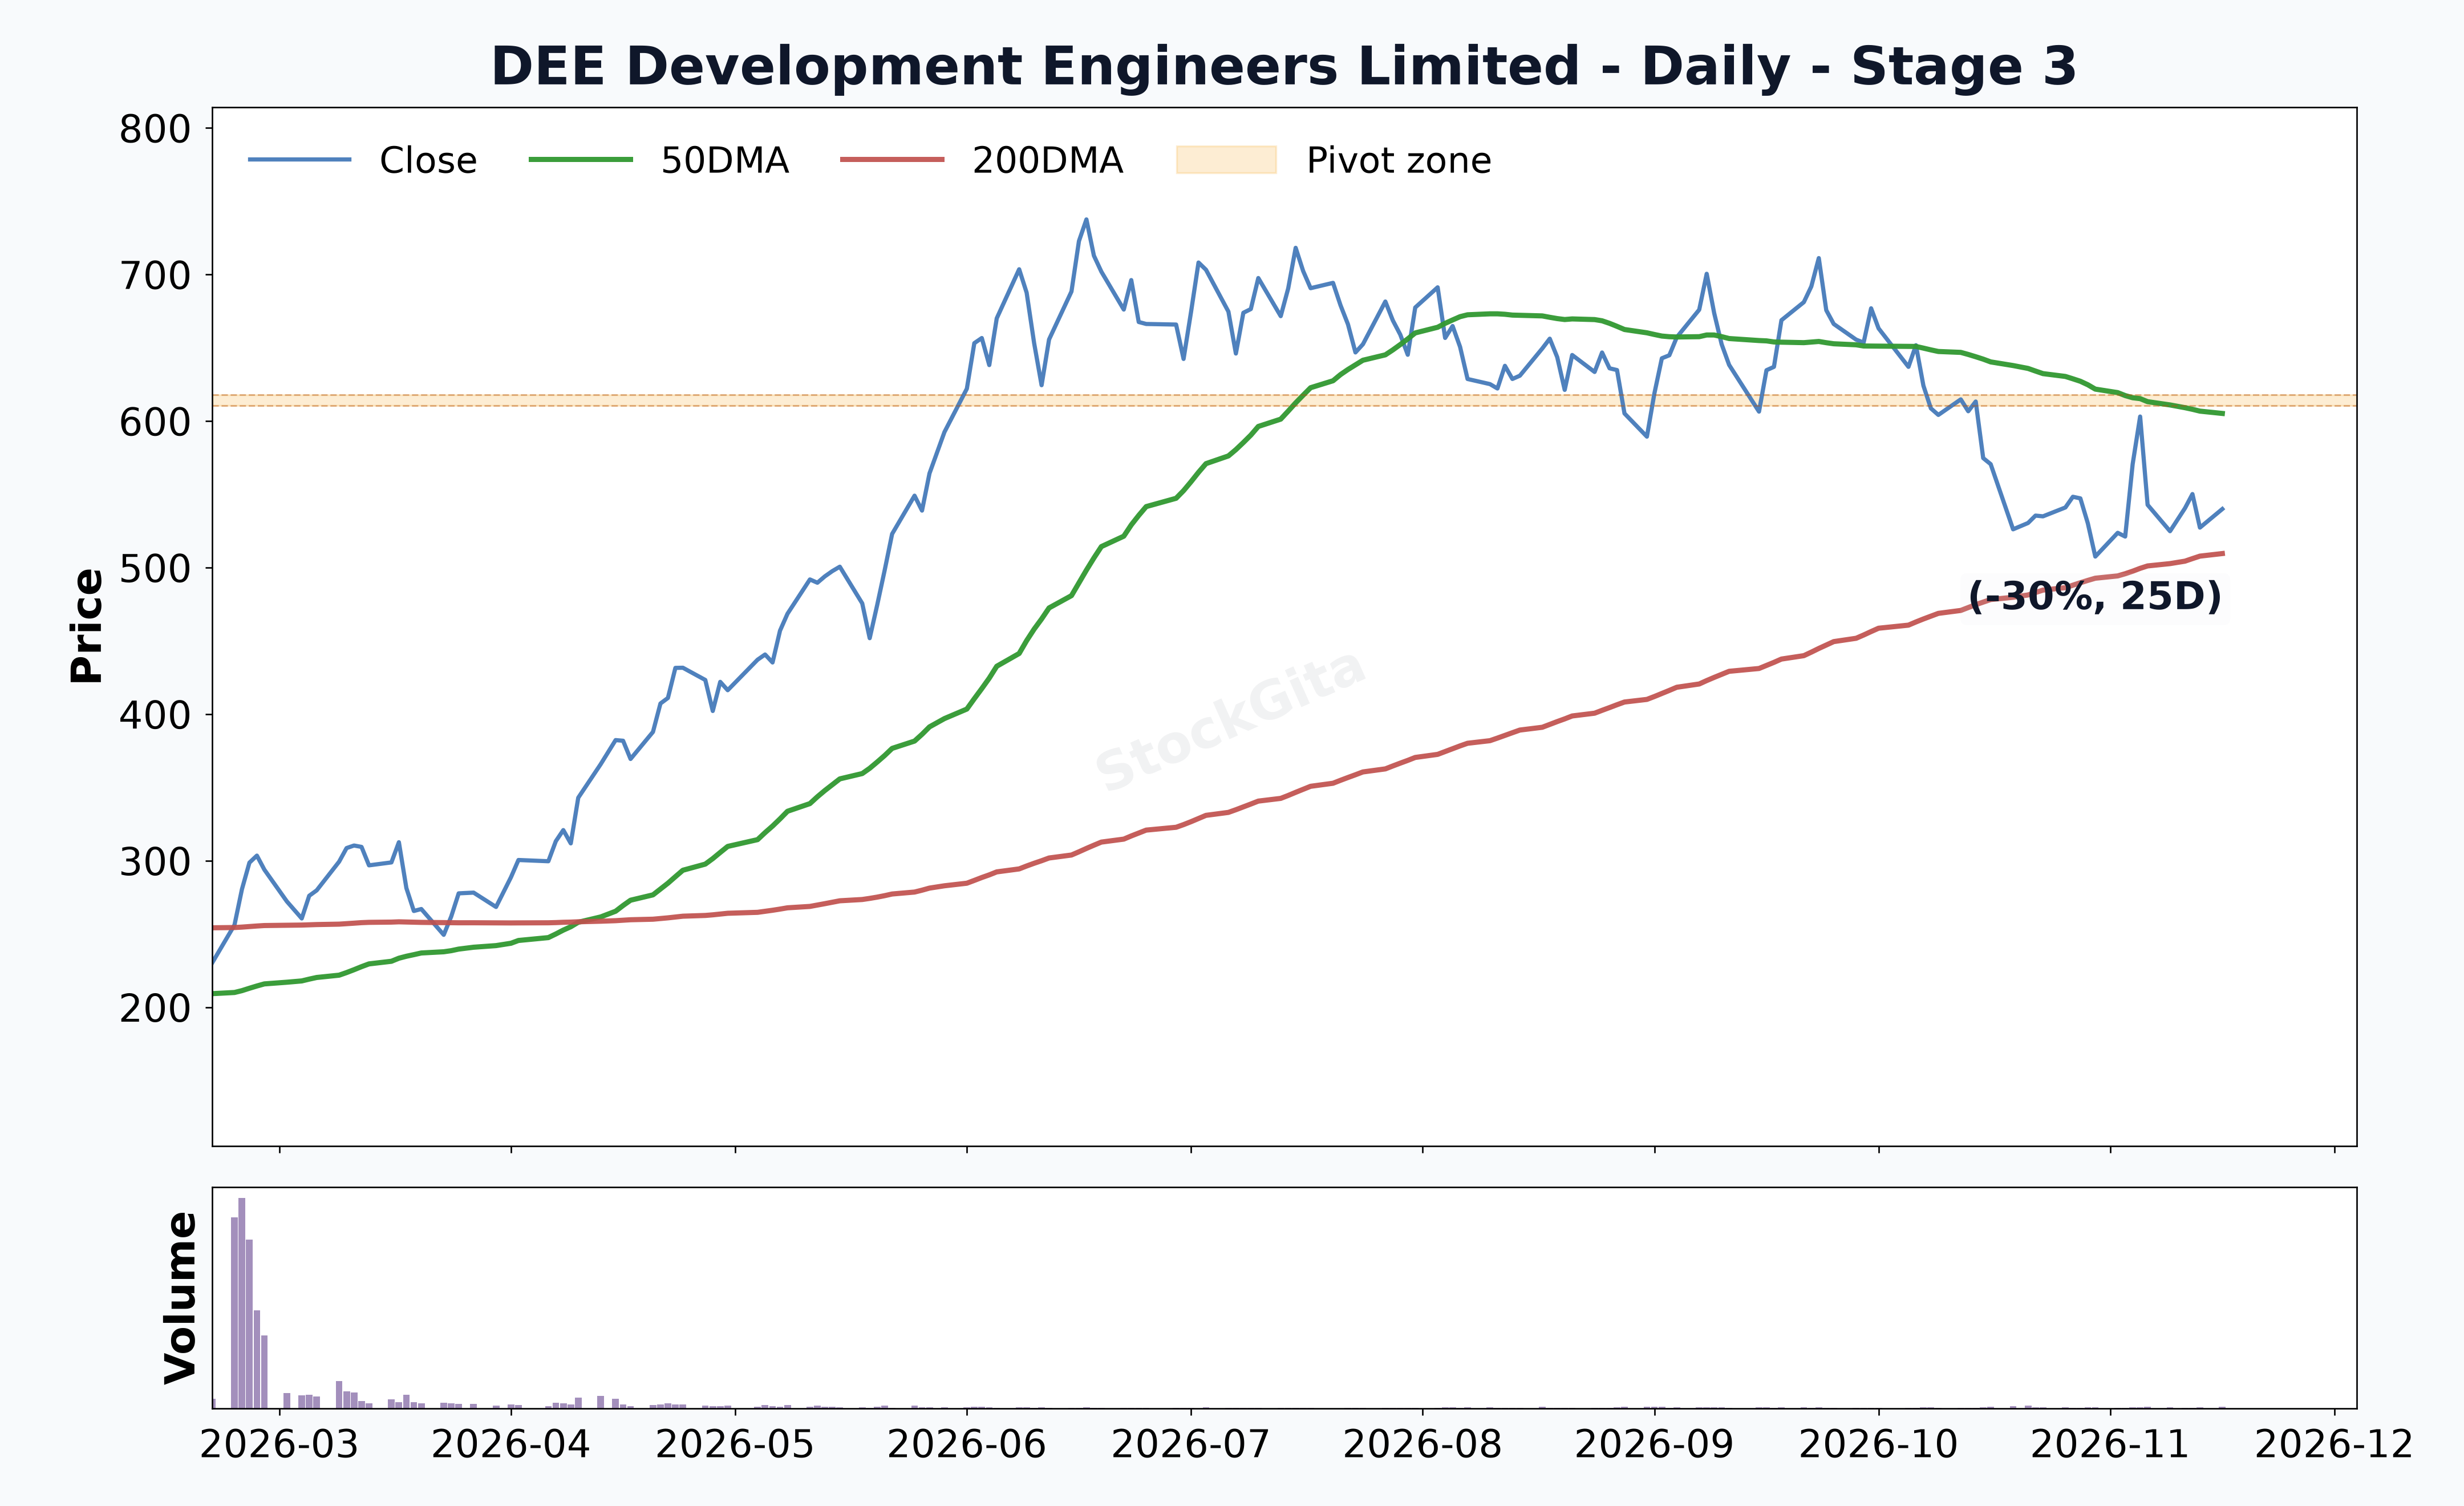 DEE Development Engineers Limited - Daily - Stage 3
Close 50DMA 200DMA Pivot zone
800
700
600
500
400
300
200
Price
(-30%, 25D)
StockGita
Volume
2026-03 2026-04 2026-05 2026-06 2026-07 2026-08 2026-09 2026-10 2026-11 2026-12